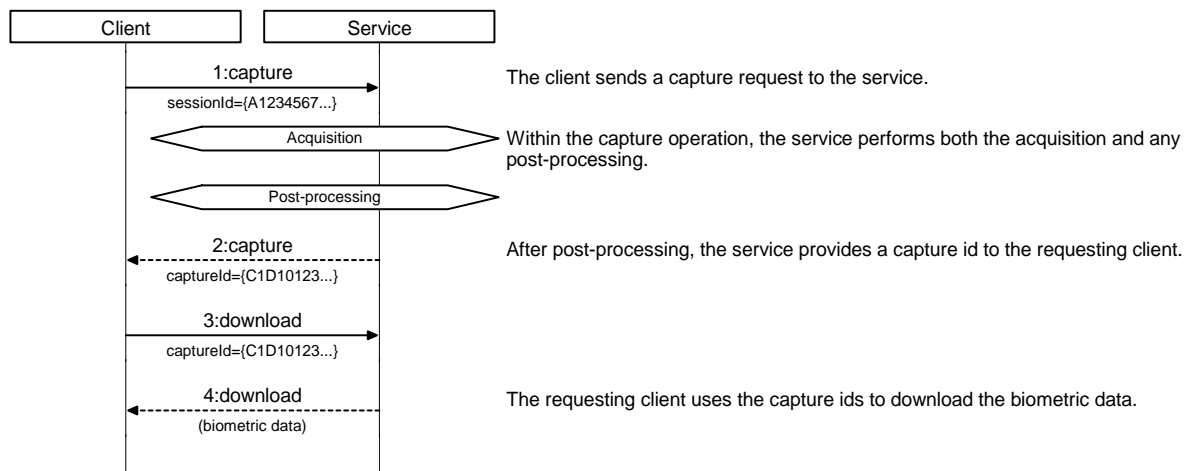 Client
Service
1:capture
sessionId={A1234567...}
The client sends a capture request to the service.
Acquisition
Within the capture operation, the service performs both the acquisition and any
post-processing.
Post-processing
2:capture
captureId={C1D10123...}
After post-processing, the service provides a capture id to the requesting client.
3:download
captureId={C1D10123...}
4:download
(biometric data)
The requesting client uses the capture ids to download the biometric data.